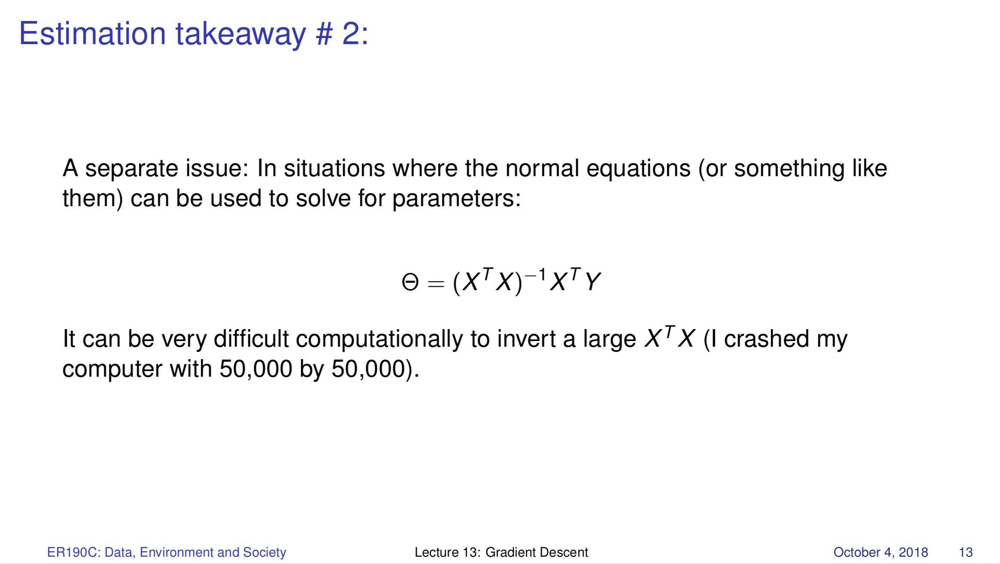 Estimation takeaway # 2:
A separate issue: In situations where the normal equations (or something like
them) can be used to solve for parameters:
Θ = (X^T X)^−1 X^T Y
It can be very difficult computationally to invert a large X^T X (I crashed my
computer with 50,000 by 50,000).
ER190C: Data, Environment and Society Lecture 13: Gradient Descent October 4, 2018 13